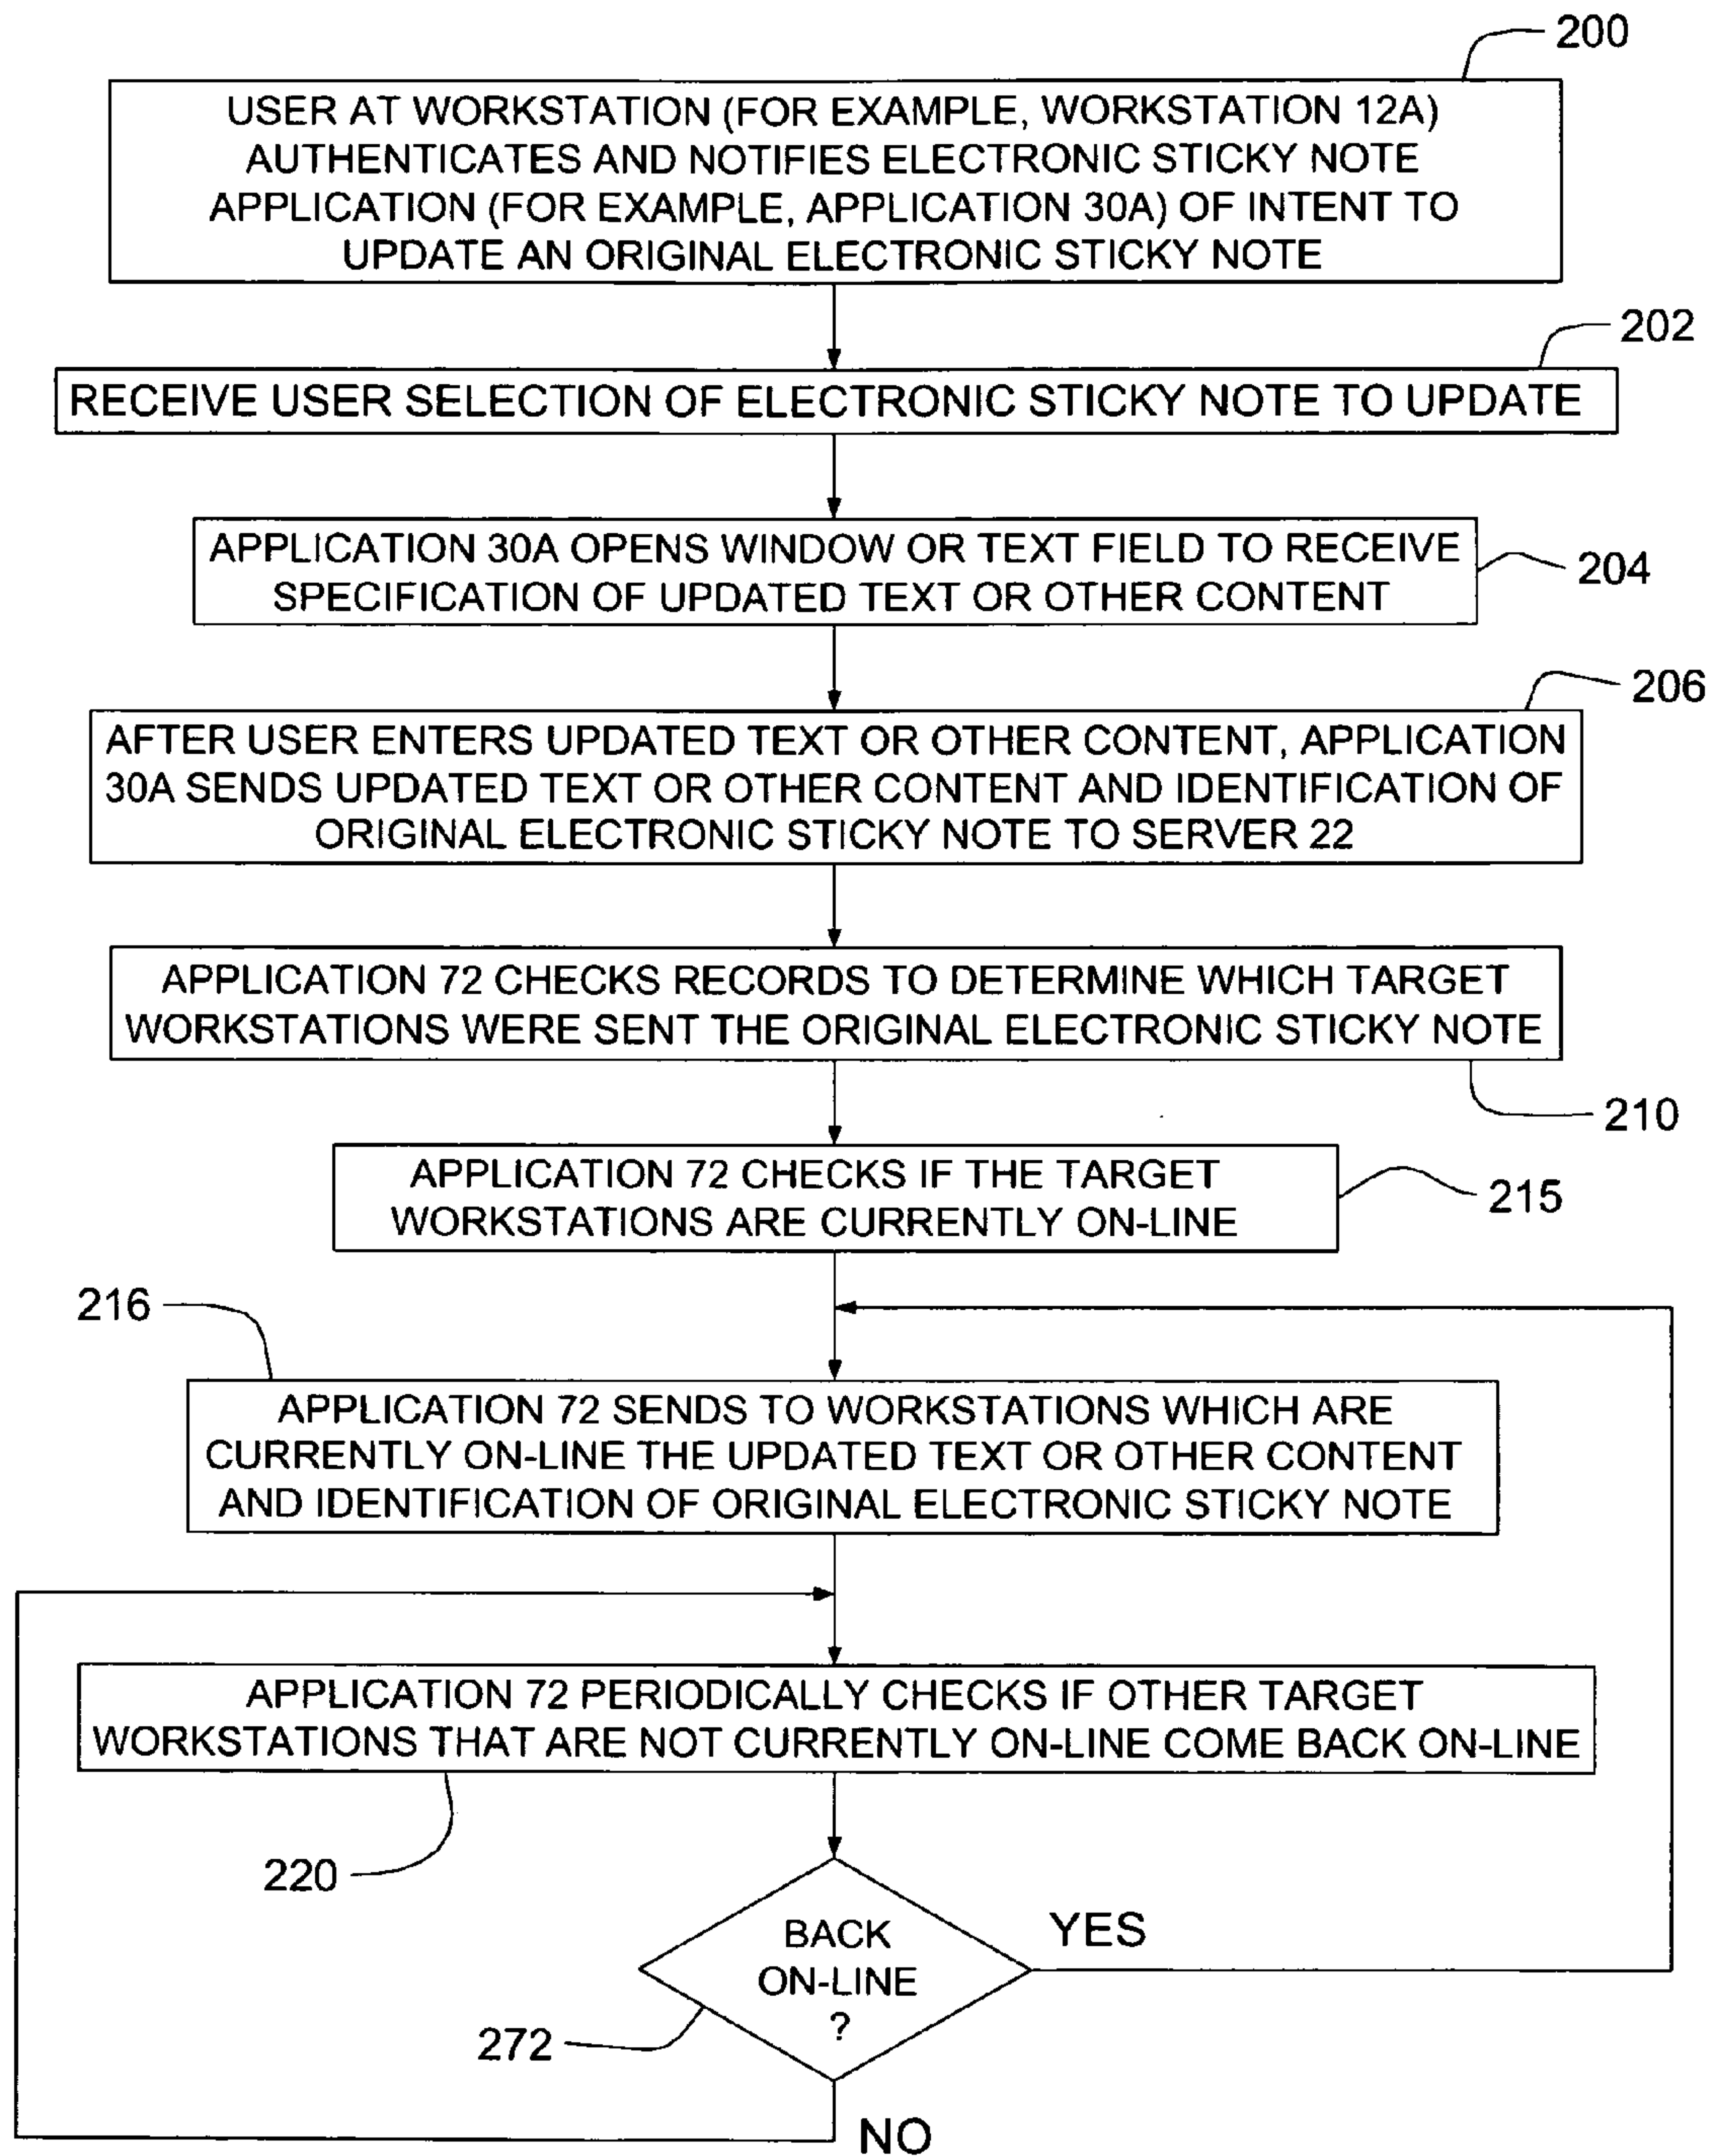 200
USER AT WORKSTATION (FOR EXAMPLE, WORKSTATION 12A)
AUTHENTICATES AND NOTIFIES ELECTRONIC STICKY NOTE
APPLICATION (FOR EXAMPLE, APPLICATION 30A) OF INTENT TO
UPDATE AN ORIGINAL ELECTRONIC STICKY NOTE
202
RECEIVE USER SELECTION OF ELECTRONIC STICKY NOTE TO UPDATE
APPLICATION 30A OPENS WINDOW OR TEXT FIELD TO RECEIVE
SPECIFICATION OF UPDATED TEXT OR OTHER CONTENT
204
206
AFTER USER ENTERS UPDATED TEXT OR OTHER CONTENT, APPLICATION
30A SENDS UPDATED TEXT OR OTHER CONTENT AND IDENTIFICATION OF
ORIGINAL ELECTRONIC STICKY NOTE TO SERVER 22
APPLICATION 72 CHECKS RECORDS TO DETERMINE WHICH TARGET
WORKSTATIONS WERE SENT THE ORIGINAL ELECTRONIC STICKY NOTE
210
APPLICATION 72 CHECKS IF THE TARGET
WORKSTATIONS ARE CURRENTLY ON-LINE
215
216
APPLICATION 72 SENDS TO WORKSTATIONS WHICH ARE
CURRENTLY ON-LINE THE UPDATED TEXT OR OTHER CONTENT
AND IDENTIFICATION OF ORIGINAL ELECTRONIC STICKY NOTE
APPLICATION 72 PERIODICALLY CHECKS IF OTHER TARGET
WORKSTATIONS THAT ARE NOT CURRENTLY ON-LINE COME BACK ON-LINE
220
BACK
ON-LINE
?
YES
272
NO